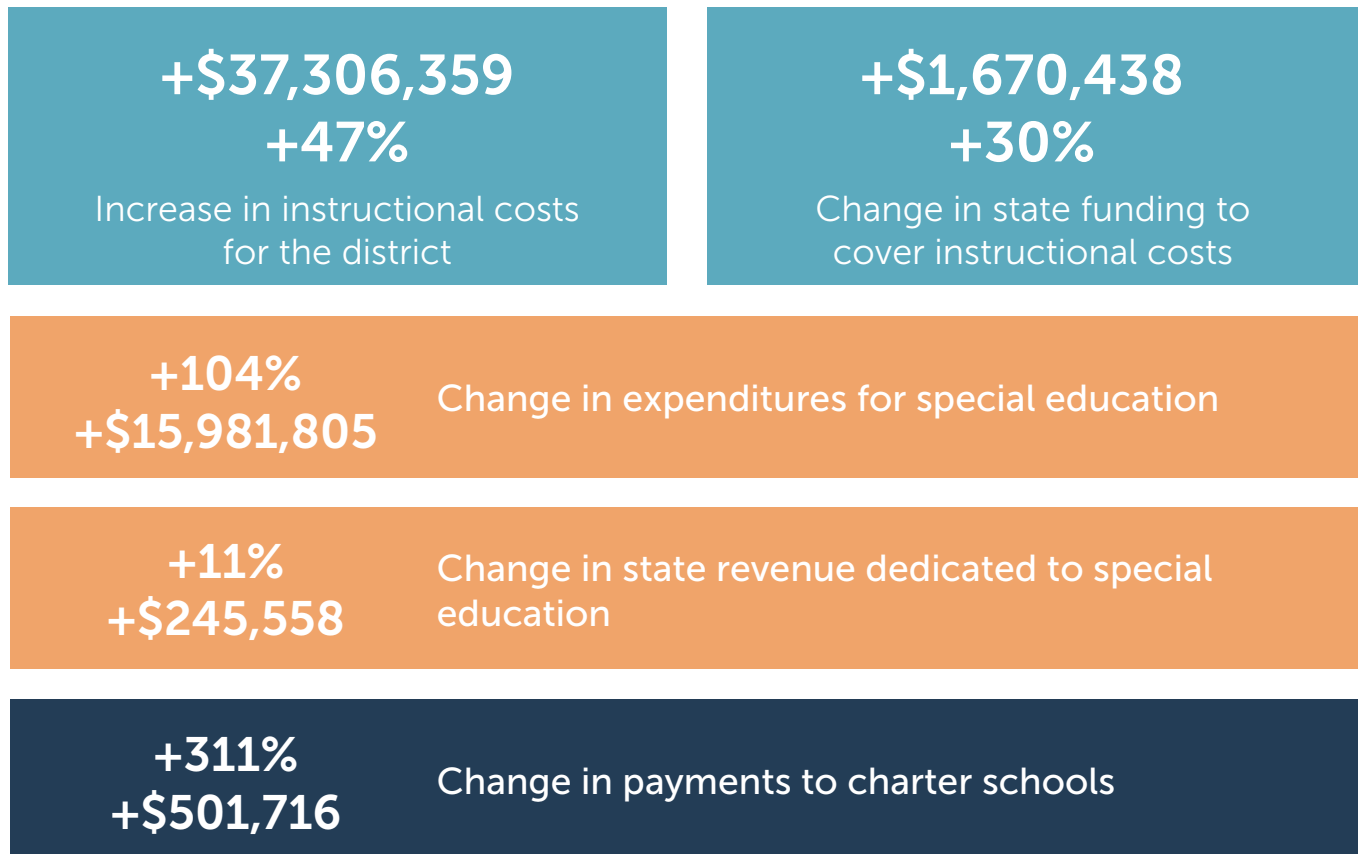 +$37,306,359
+47%
Increase in instructional costs
for the district
+$1,670,438
+30%
Change in state funding to
cover instructional costs
+104%
+$15,981,805
Change in expenditures for special education
+11%
+$245,558
Change in state revenue dedicated to special
education
+311%
+$501,716
Change in payments to charter schools